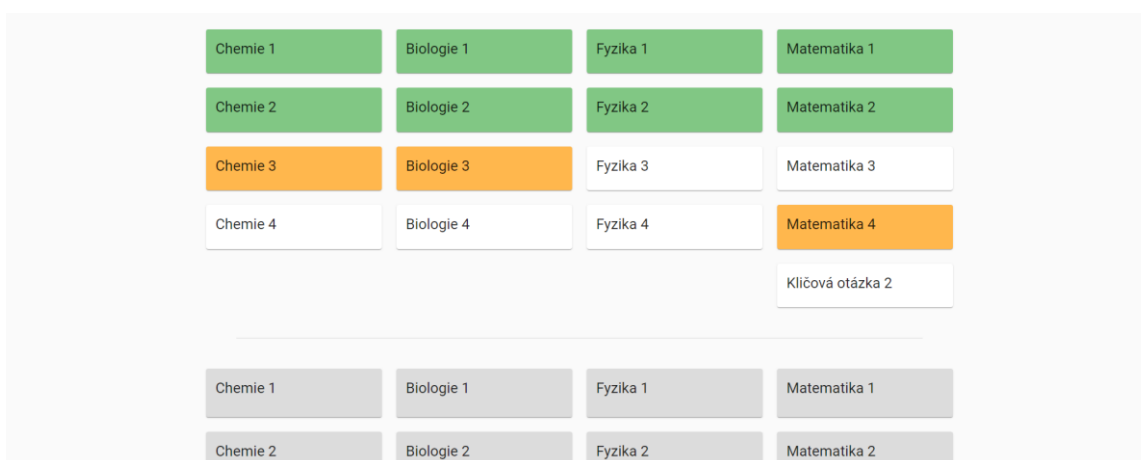 Chemie 1 Biologie 1 Fyzika 1 Matematika 1
Chemie 2 Biologie 2 Fyzika 2 Matematika 2
Chemie 3 Biologie 3 Fyzika 3 Matematika 3
Chemie 4 Biologie 4 Fyzika 4 Matematika 4
Kličová otázka 2
Chemie 1 Biologie 1 Fyzika 1 Matematika 1
Chemie 2 Biologie 2 Fyzika 2 Matematika 2